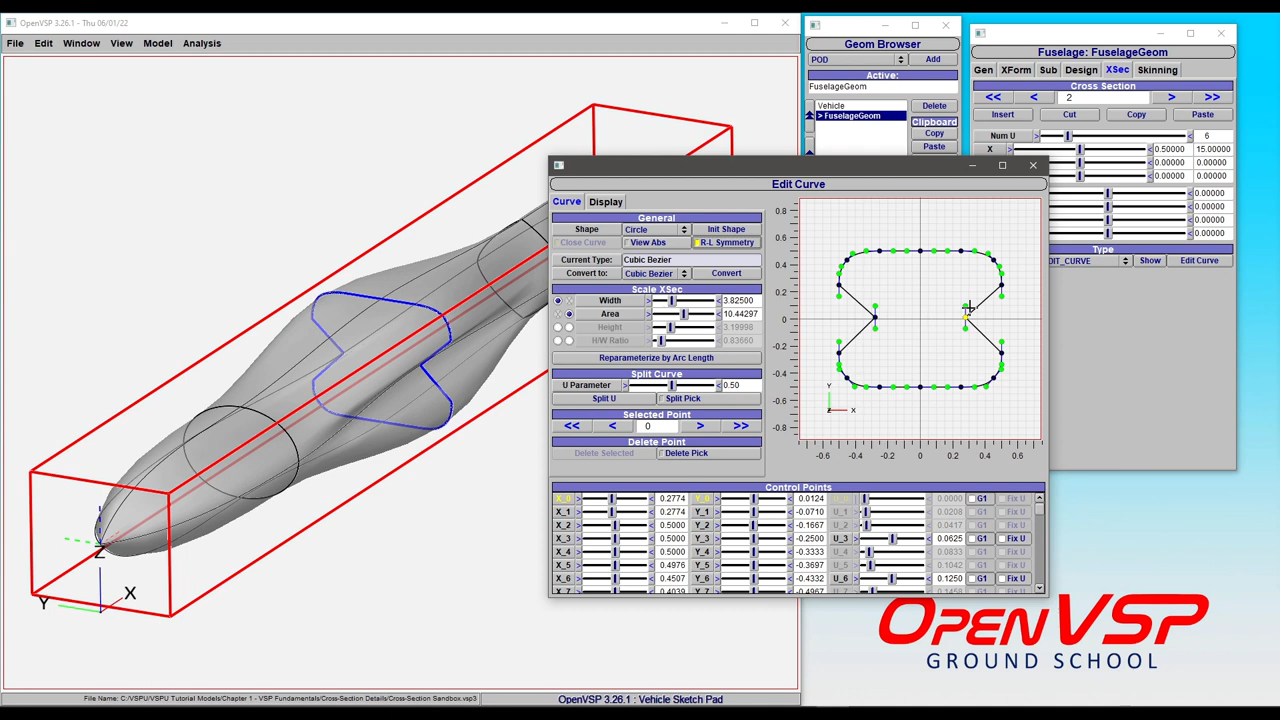 OpenVSP 3.26.1 - Thu 06/01/22
File Edit Window View Model Analysis
Z
X
Y
File Name: C:/VSPU/VSPU Tutorial Models/Chapter 1 - VSP Fundamentals/Cross-Section Details/Cross-Section Sandbox.vsp3
OpenVSP 3.26.1 : Vehicle Sketch Pad
Geom Browser
POD Add
Active:
FuselageGeom
Vehicle Delete
> FuselageGeom Clipboard
Copy
Paste
Fuselage: FuselageGeom
Gen XForm Sub Design XSec Skinning
Cross Section
<< < 2 > >>
Insert Cut Copy Paste
Num U > < 6
X > < 0.50000 15.00000
< 0.00000 0.00000
< 0.00000 0.00000
< 0.00000
< 0.00000
< 0.00000
< 0.00000
Type
DIT_CURVE Show Edit Curve
Edit Curve
Curve Display
General
Shape Circle Init Shape
Close Curve View Abs R-L Symmetry
Current Type: Cubic Bezier
Convert to: Cubic Bezier Convert
Scale XSec
Width > < 3.82500
Area > < 10.44297
Height > < 3.19998
H/W Ratio > < 0.83660
Reparameterize by Arc Length
Split Curve
U Parameter > < 0.50
Split U Split Pick
Selected Point
<< < 0 > >>
Delete Point
Delete Selected Delete Pick
0.8
0.6
0.4
0.2
0
-0.2
-0.4
-0.6
-0.8
Y
Z X
-0.6 -0.4 -0.2 0 0.2 0.4 0.6
Control Points
X_0 > < 0.2774 Y_0 > < 0.0124 U_0 > < 0.0000 G1 Fix U
X_1 > < 0.2774 Y_1 > < -0.0710 U_1 > < 0.0208
X_2 > < 0.5000 Y_2 > < -0.1667 U_2 > < 0.0417
X_3 > < 0.5000 Y_3 > < -0.2500 U_3 > < 0.0625 G1 Fix U
X_4 > < 0.5000 Y_4 > < -0.3333 U_4 > < 0.0833
X_5 > < 0.4976 Y_5 > < -0.3697 U_5 > < 0.1042
X_6 > < 0.4507 Y_6 > < -0.4332 U_6 > < 0.1250 G1 Fix U
X_7 > < 0.4039 Y_7 > < -0.4967 U_7 > < 0.1458
OPENVSP
GROUND SCHOOL